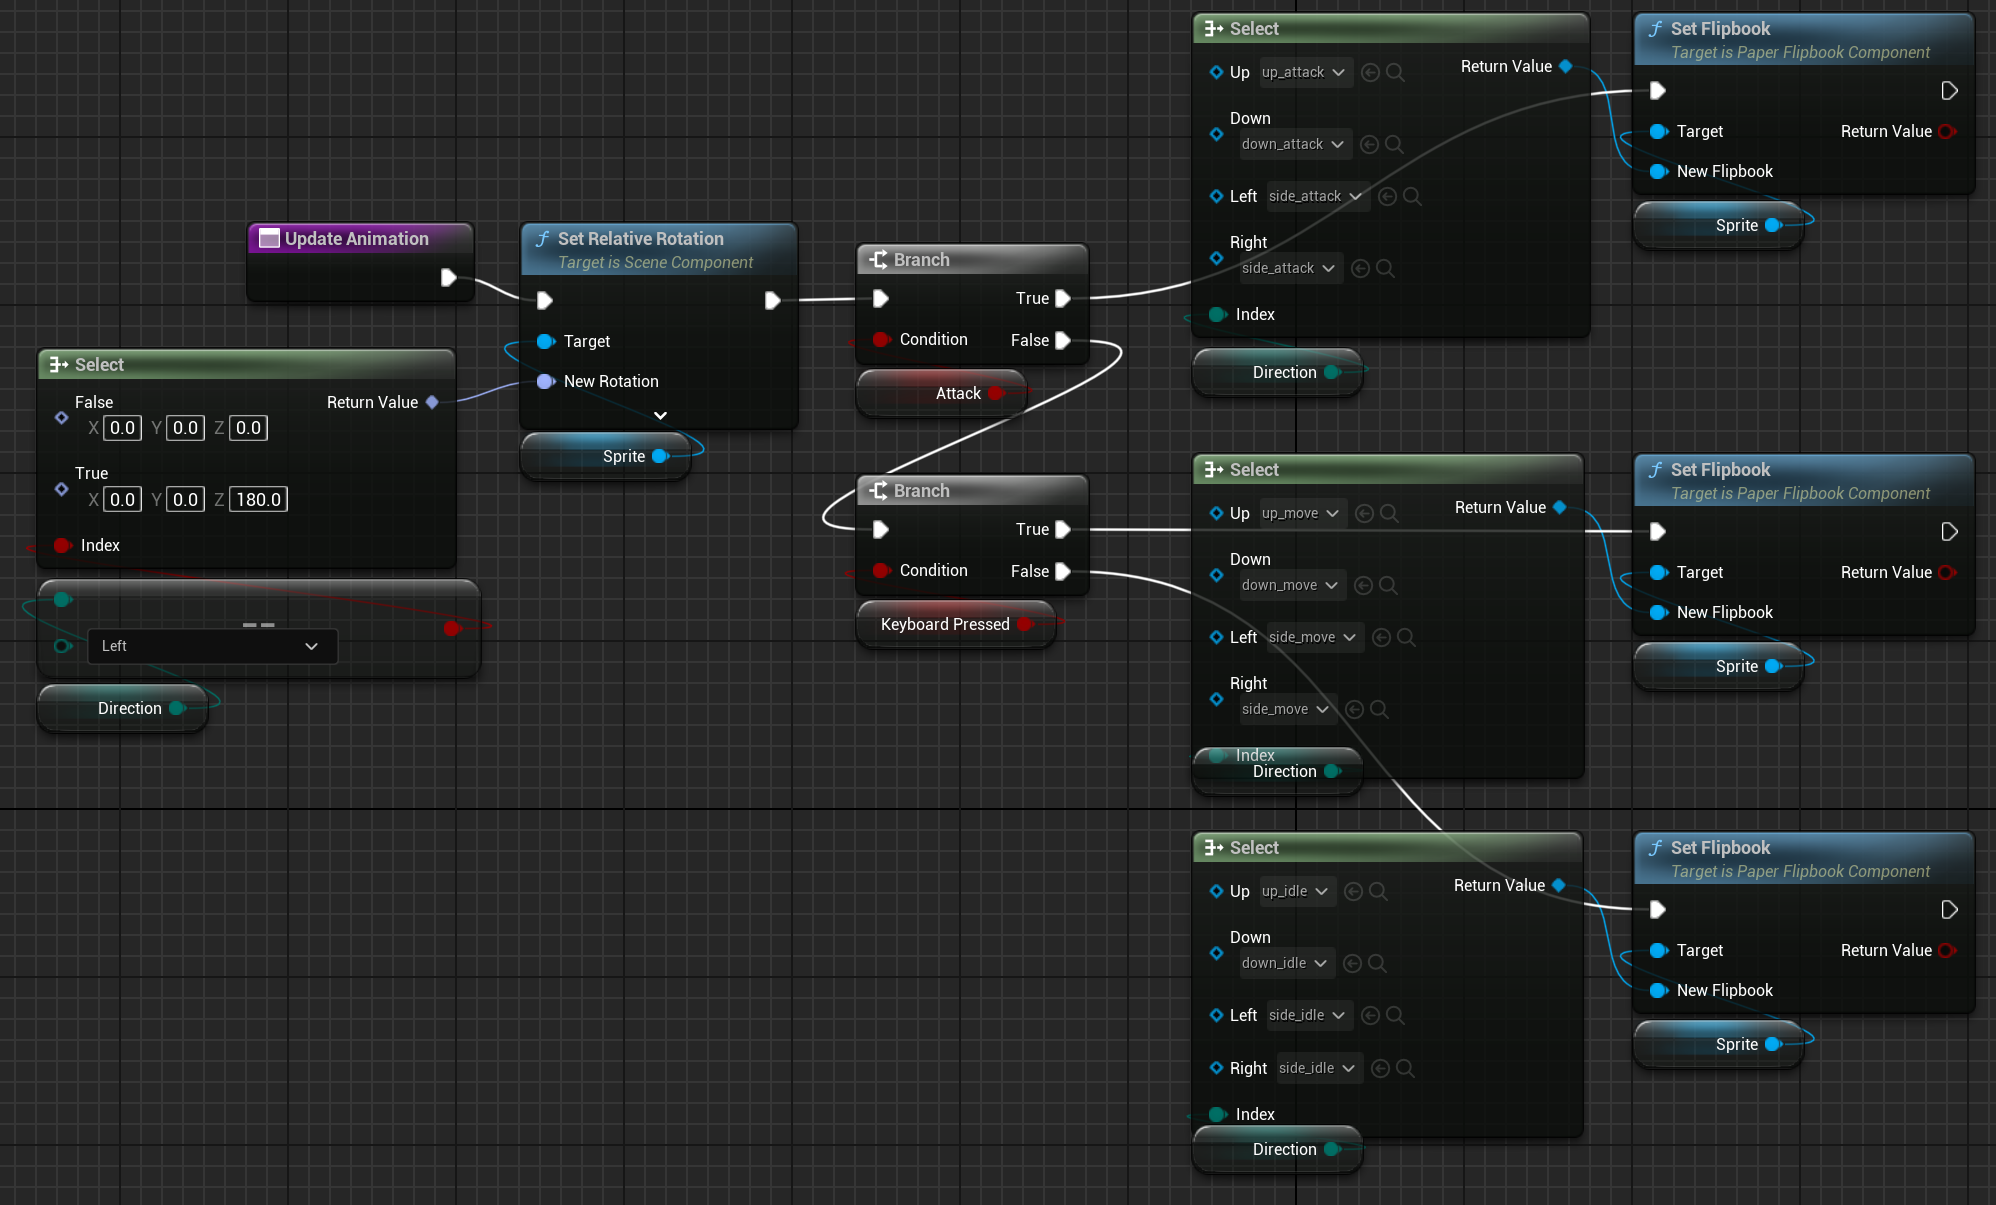 Update Animation
Select
False
Return Value
X 0.0 Y 0.0 Z 0.0
True
X 0.0 Y 0.0 Z 180.0
Index
==
Left
Direction
Set Relative Rotation
Target is Scene Component
Target
New Rotation
Sprite
Branch
True
Condition
False
Attack
Branch
True
Condition
False
Keyboard Pressed
Select
Up up_attack
Return Value
Down
down_attack
Left side_attack
Right
side_attack
Index
Direction
Set Flipbook
Target is Paper Flipbook Component
Target
Return Value
New Flipbook
Sprite
Select
Up up_move
Return Value
Down
down_move
Left side_move
Right
side_move
Index
Direction
Set Flipbook
Target is Paper Flipbook Component
Target
Return Value
New Flipbook
Sprite
Select
Up up_idle
Return Value
Down
down_idle
Left side_idle
Right side_idle
Index
Direction
Set Flipbook
Target is Paper Flipbook Component
Target
Return Value
New Flipbook
Sprite